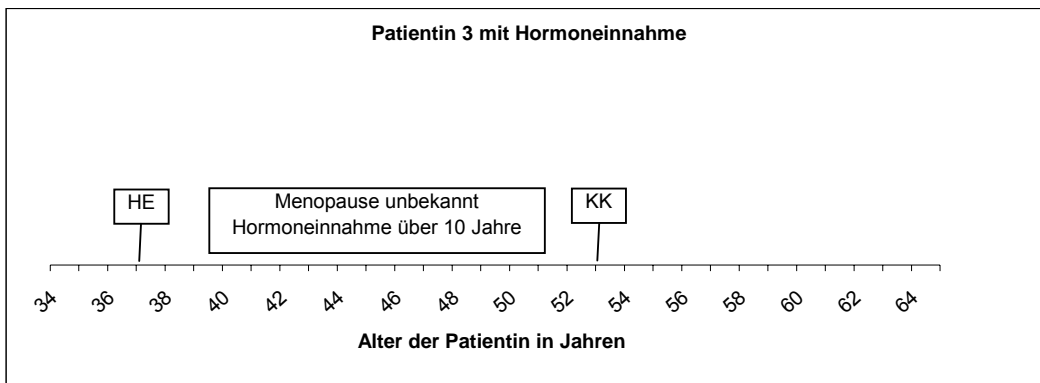 Patientin 3 mit Hormoneinnahme
HE
Menopause unbekannt
Hormoneinnahme über 10 Jahre
KK
34 36 38 40 42 44 46 48 50 52 54 56 58 60 62 64
Alter der Patientin in Jahren